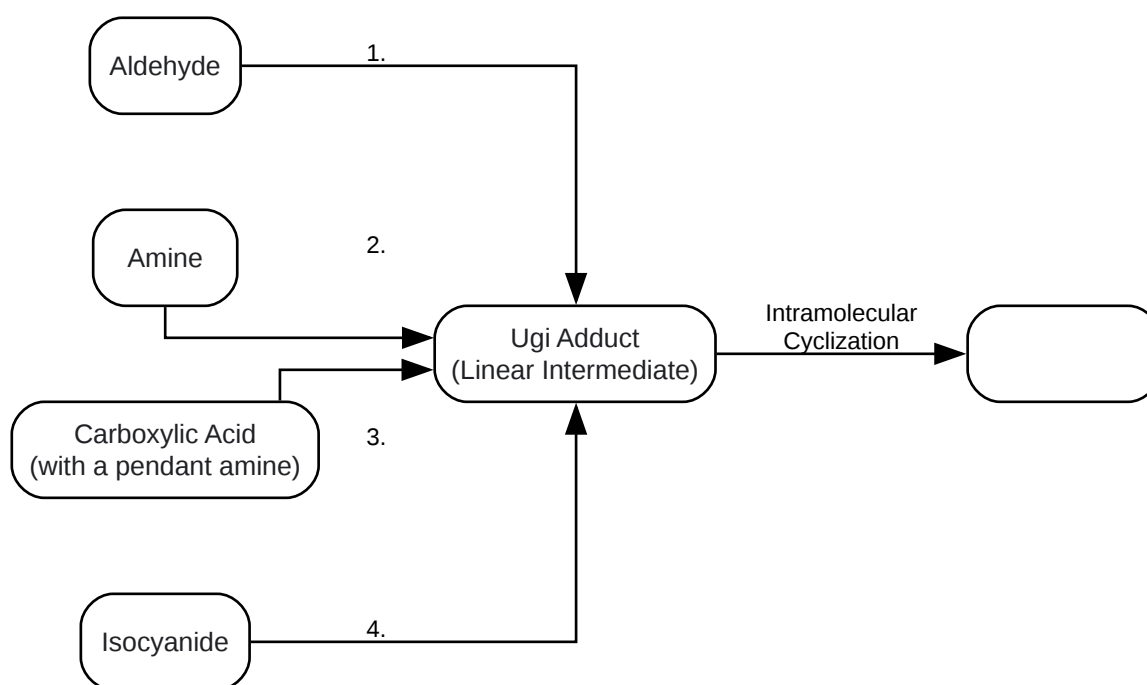 Aldehyde
1.
Amine
2.
Carboxylic Acid
(with a pendant amine)
3.
Isocyanide
4.
Ugi Adduct
(Linear Intermediate)
Intramolecular
Cyclization